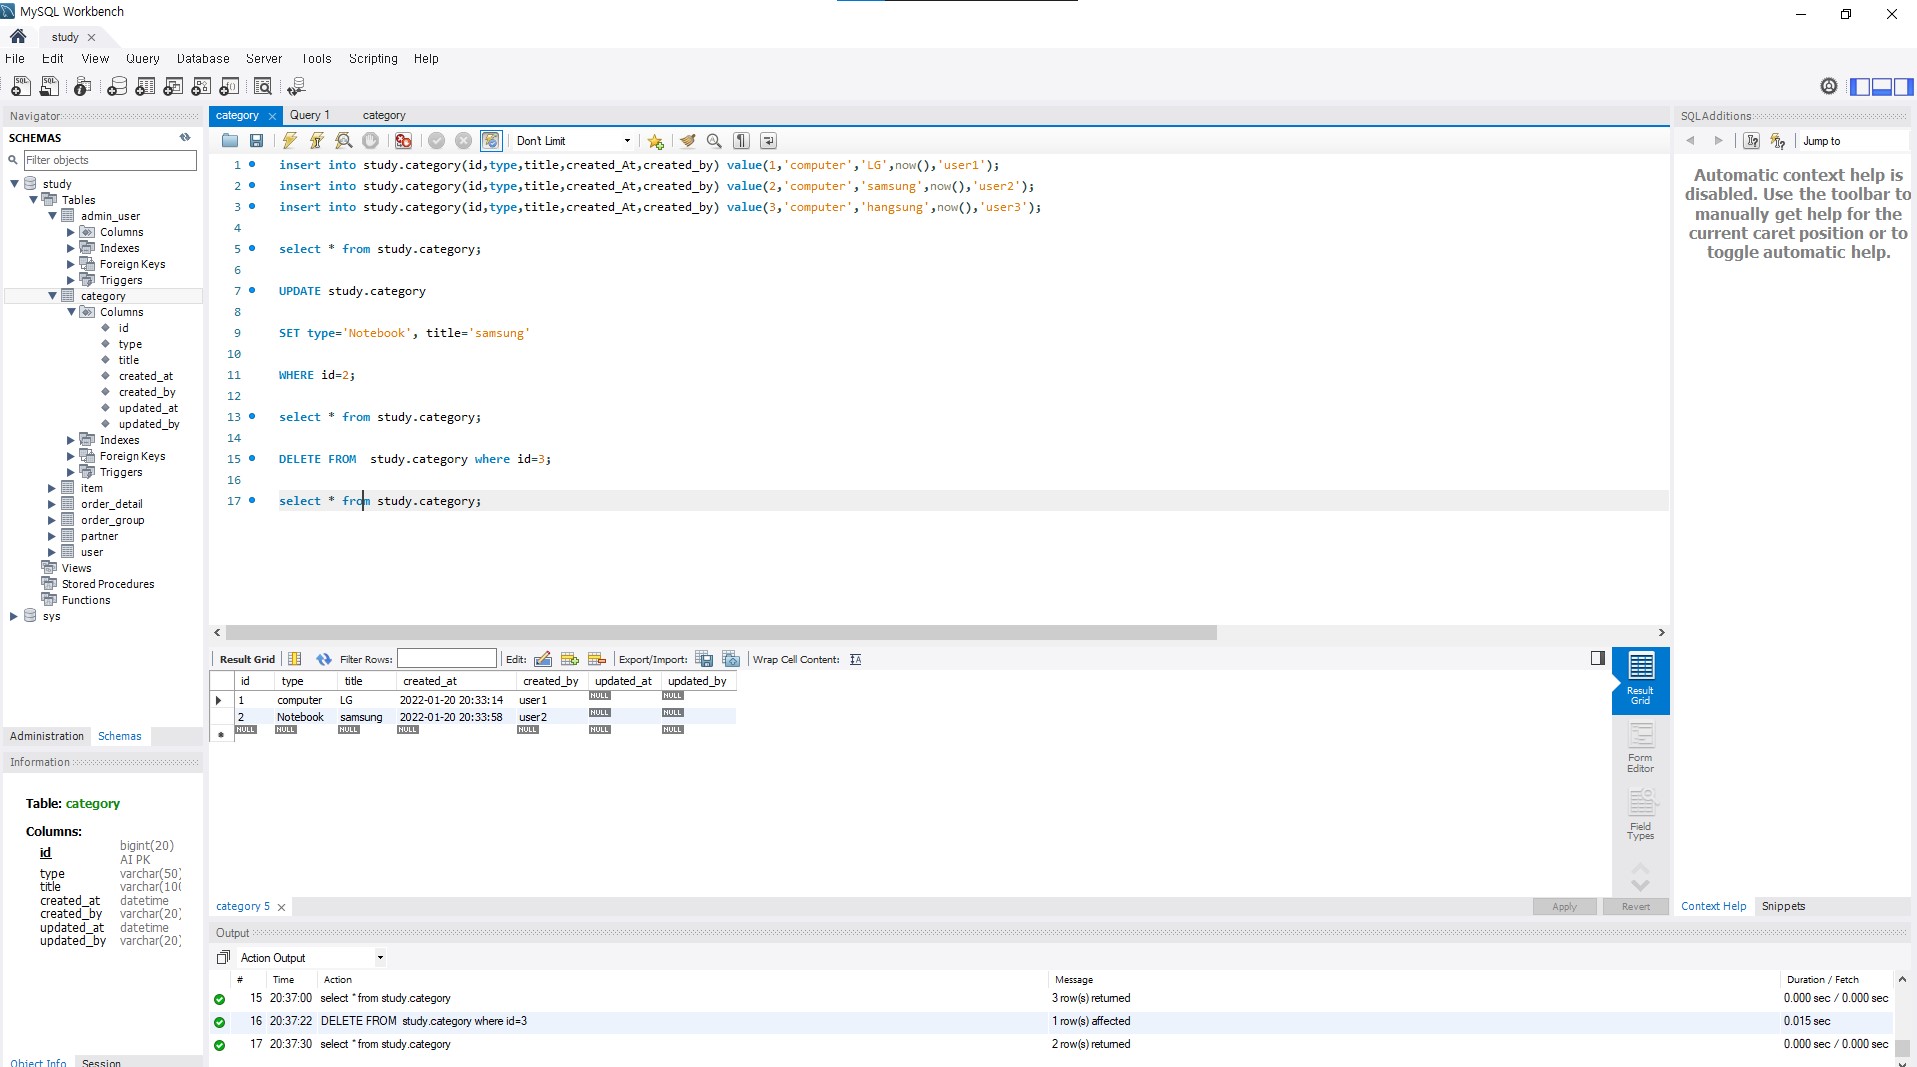 MySQL Workbench
study
File Edit View Query Database Server Tools Scripting Help
Navigator
SCHEMAS
Filter objects
study
Tables
admin_user
Columns
Indexes
Foreign Keys
Triggers
category
Columns
id
type
title
created_at
created_by
updated_at
updated_by
Indexes
Foreign Keys
Triggers
item
order_detail
order_group
partner
user
Views
Stored Procedures
Functions
sys
Administration Schemas
Information
Table: category
Columns:
id bigint(20) AI PK
type varchar(50)
title varchar(10
created_at datetime
created_by varchar(20)
updated_at datetime
updated_by varchar(20)
Object Info Session
category Query 1 category
Don't Limit
1 insert into study.category(id,type,title,created_At,created_by) value(1,'computer','LG',now(),'user1');
2 insert into study.category(id,type,title,created_At,created_by) value(2,'computer','samsung',now(),'user2');
3 insert into study.category(id,type,title,created_At,created_by) value(3,'computer','hangsung',now(),'user3');
4
5 select * from study.category;
6
7 UPDATE study.category
8
9 SET type='Notebook', title='samsung'
10
11 WHERE id=2;
12
13 select * from study.category;
14
15 DELETE FROM  study.category where id=3;
16
17 select * from study.category;
Result Grid Filter Rows: Edit: Export/Import: Wrap Cell Content:
id type title created_at created_by updated_at updated_by
1 computer LG 2022-01-20 20:33:14 user1 NULL NULL
2 Notebook samsung 2022-01-20 20:33:58 user2 NULL NULL
NULL NULL NULL NULL NULL NULL NULL
Result Grid
Form Editor
Field Types
category 5
Apply Revert
SQLAdditions
Jump to
Automatic context help is
disabled. Use the toolbar to
manually get help for the
current caret position or to
toggle automatic help.
Context Help Snippets
Output
Action Output
# Time Action Message Duration / Fetch
15 20:37:00 select * from study.category 3 row(s) returned 0.000 sec / 0.000 sec
16 20:37:22 DELETE FROM  study.category where id=3 1 row(s) affected 0.015 sec
17 20:37:30 select * from study.category 2 row(s) returned 0.000 sec / 0.000 sec